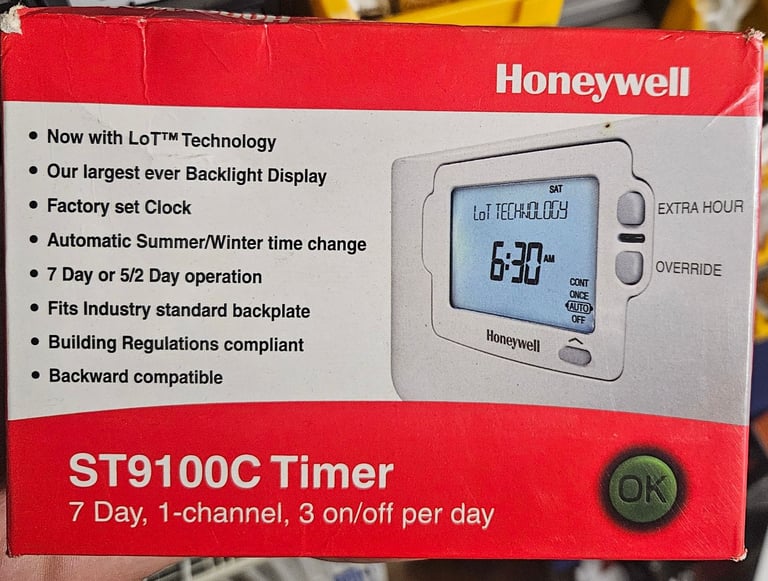 Honeywell
• Now with LoT™ Technology
• Our largest ever Backlight Display
• Factory set Clock
• Automatic Summer/Winter time change
• 7 Day or 5/2 Day operation
• Fits Industry standard backplate
• Building Regulations compliant
• Backward compatible
SAT
LoT TECHNOLOGY
6:30 AM
CONT
ONCE
AUTO
OFF
Honeywell
EXTRA HOUR
OVERRIDE
ST9100C Timer
7 Day, 1-channel, 3 on/off per day
OK